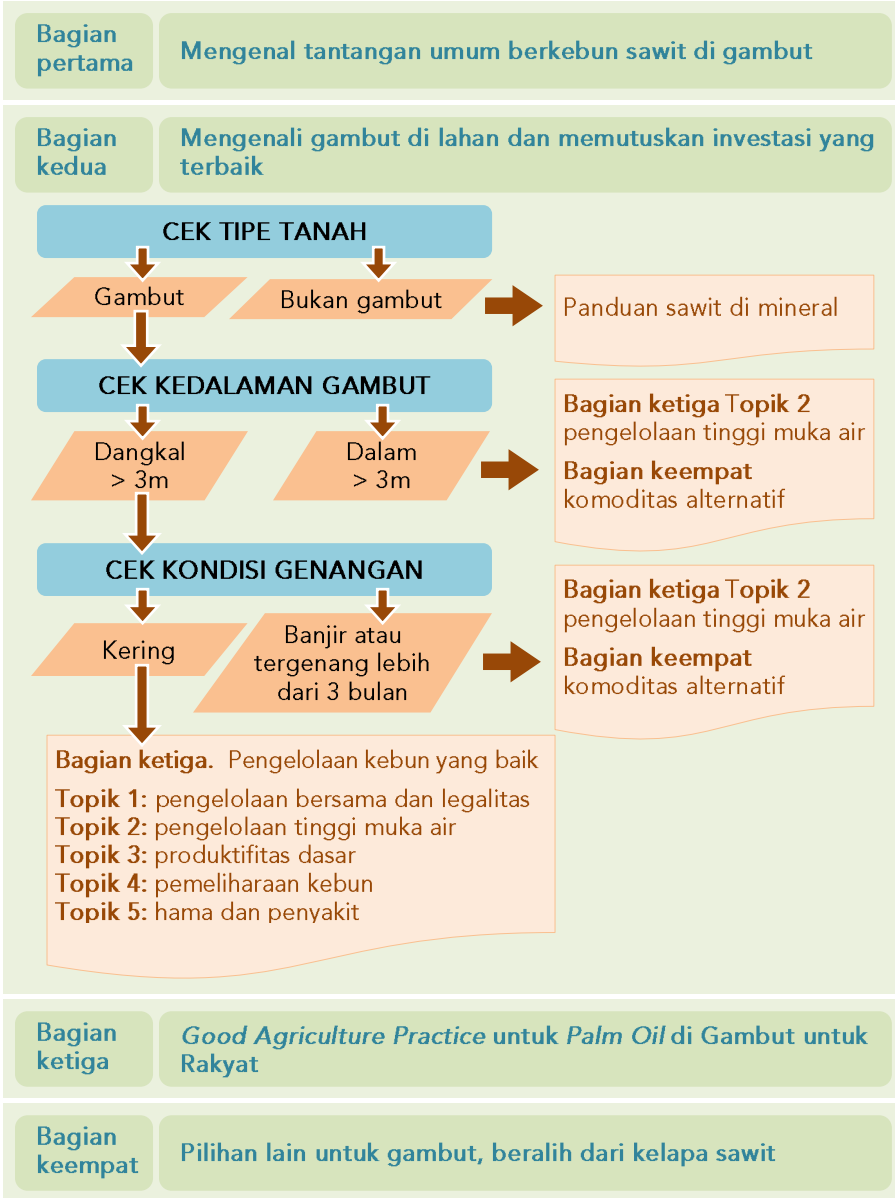 Bagian
pertama
Mengenal tantangan umum berkebun sawit di gambut
Bagian
kedua
Mengenali gambut di lahan dan memutuskan investasi yang
terbaik
CEK TIPE TANAH
Gambut
Bukan gambut
Panduan sawit di mineral
CEK KEDALAMAN GAMBUT
Dangkal
> 3m
Dalam
> 3m
Bagian ketiga Topik 2
pengelolaan tinggi muka air
Bagian keempat
komoditas alternatif
CEK KONDISI GENANGAN
Kering
Banjir atau
tergenang lebih
dari 3 bulan
Bagian ketiga Topik 2
pengelolaan tinggi muka air
Bagian keempat
komoditas alternatif
Bagian ketiga. Pengelolaan kebun yang baik
Topik 1: pengelolaan bersama dan legalitas
Topik 2: pengelolaan tinggi muka air
Topik 3: produktifitas dasar
Topik 4: pemeliharaan kebun
Topik 5: hama dan penyakit
Bagian
ketiga
Good Agriculture Practice untuk Palm Oil di Gambut untuk
Rakyat
Bagian
keempat
Pilihan lain untuk gambut, beralih dari kelapa sawit